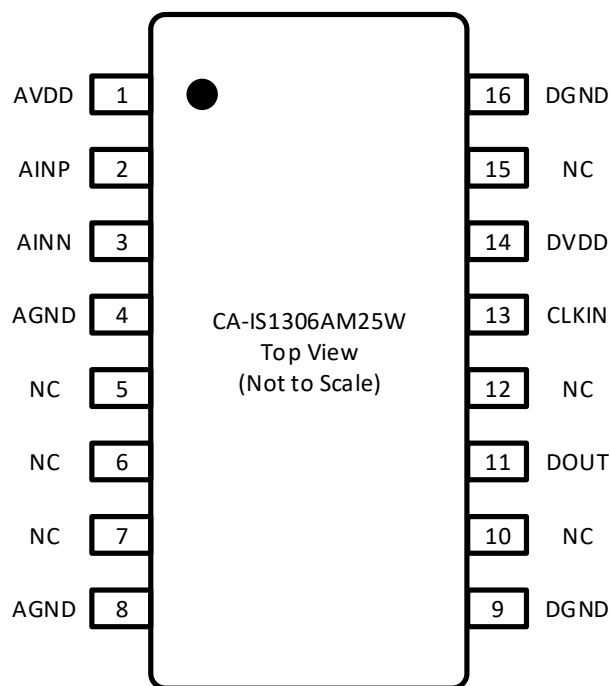 AVDD 1 16 DGND
AINP 2 15 NC
AINN 3 14 DVDD
AGND 4 13 CLKIN
CA-IS1306AM25W
Top View
(Not to Scale)
NC 5 12 NC
NC 6 11 DOUT
NC 7 10 NC
AGND 8 9 DGND